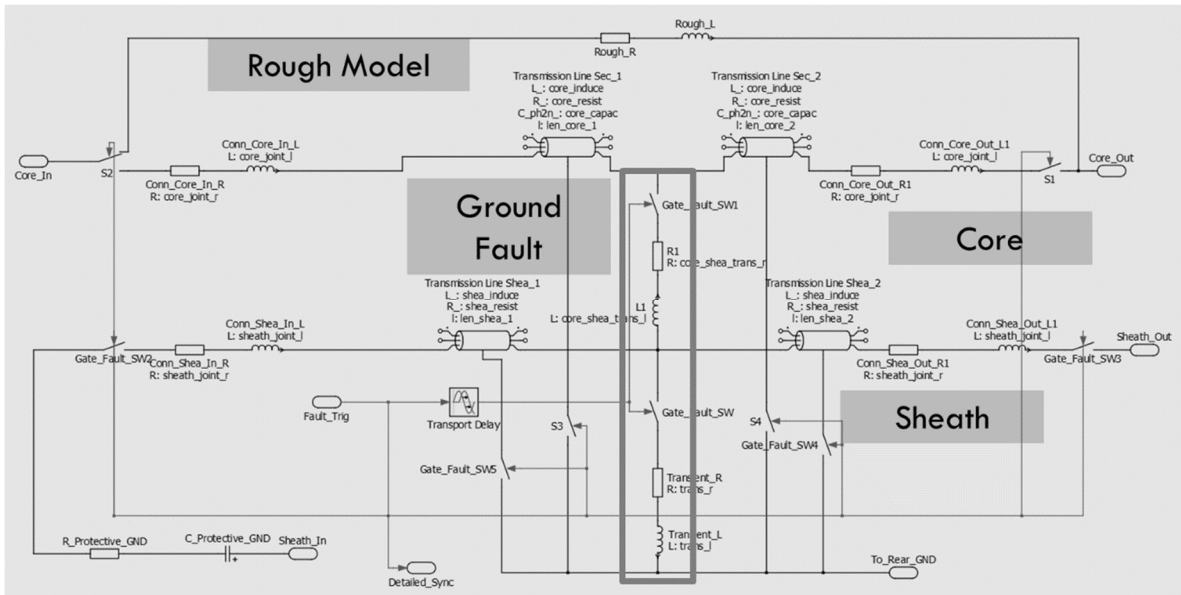 Rough_L
Rough_R
Rough Model
Transmission Line Sec_1
L_: core_induce
R_: core_resist
C_ph2n_: core_capac
l: len_core_1
Transmission Line Sec_2
L_: core_induce
R_: core_resist
C_ph2n_: core_capac
l: len_core_2
Core_In
S2
Conn_Core_In_L
L: core_joint_l
Conn_Core_In_R
R: core_joint_r
Conn_Core_Out_L1
L: core_joint_l
Conn_Core_Out_R1
R: core_joint_r
S1
Core_Out
Ground
Fault
Gate_Fault_SW1
R1
R: core_shea_trans_r
L1
L: core_shea_trans_l
Core
Transmission Line Shea_1
L_: shea_induce
R_: shea_resist
l: len_shea_1
Transmission Line Shea_2
L_: shea_induce
R_: shea_resist
l: len_shea_2
Gate_Fault_SW2
Conn_Shea_In_L
L: sheath_joint_l
Conn_Shea_In_R
R: sheath_joint_r
Conn_Shea_Out_L1
L: sheath_joint_l
Conn_Shea_Out_R1
R: sheath_joint_r
Gate_Fault_SW3
Sheath_Out
Fault_Trig
Transport Delay
S3
Gate_Fault_SW
S4
Gate_Fault_SW4
Sheath
Gate_Fault_SW5
Transient_R
R: trans_r
Transient_L
L: trans_l
R_Protective_GND
C_Protective_GND
Sheath_In
Detailed_Sync
To_Rear_GND